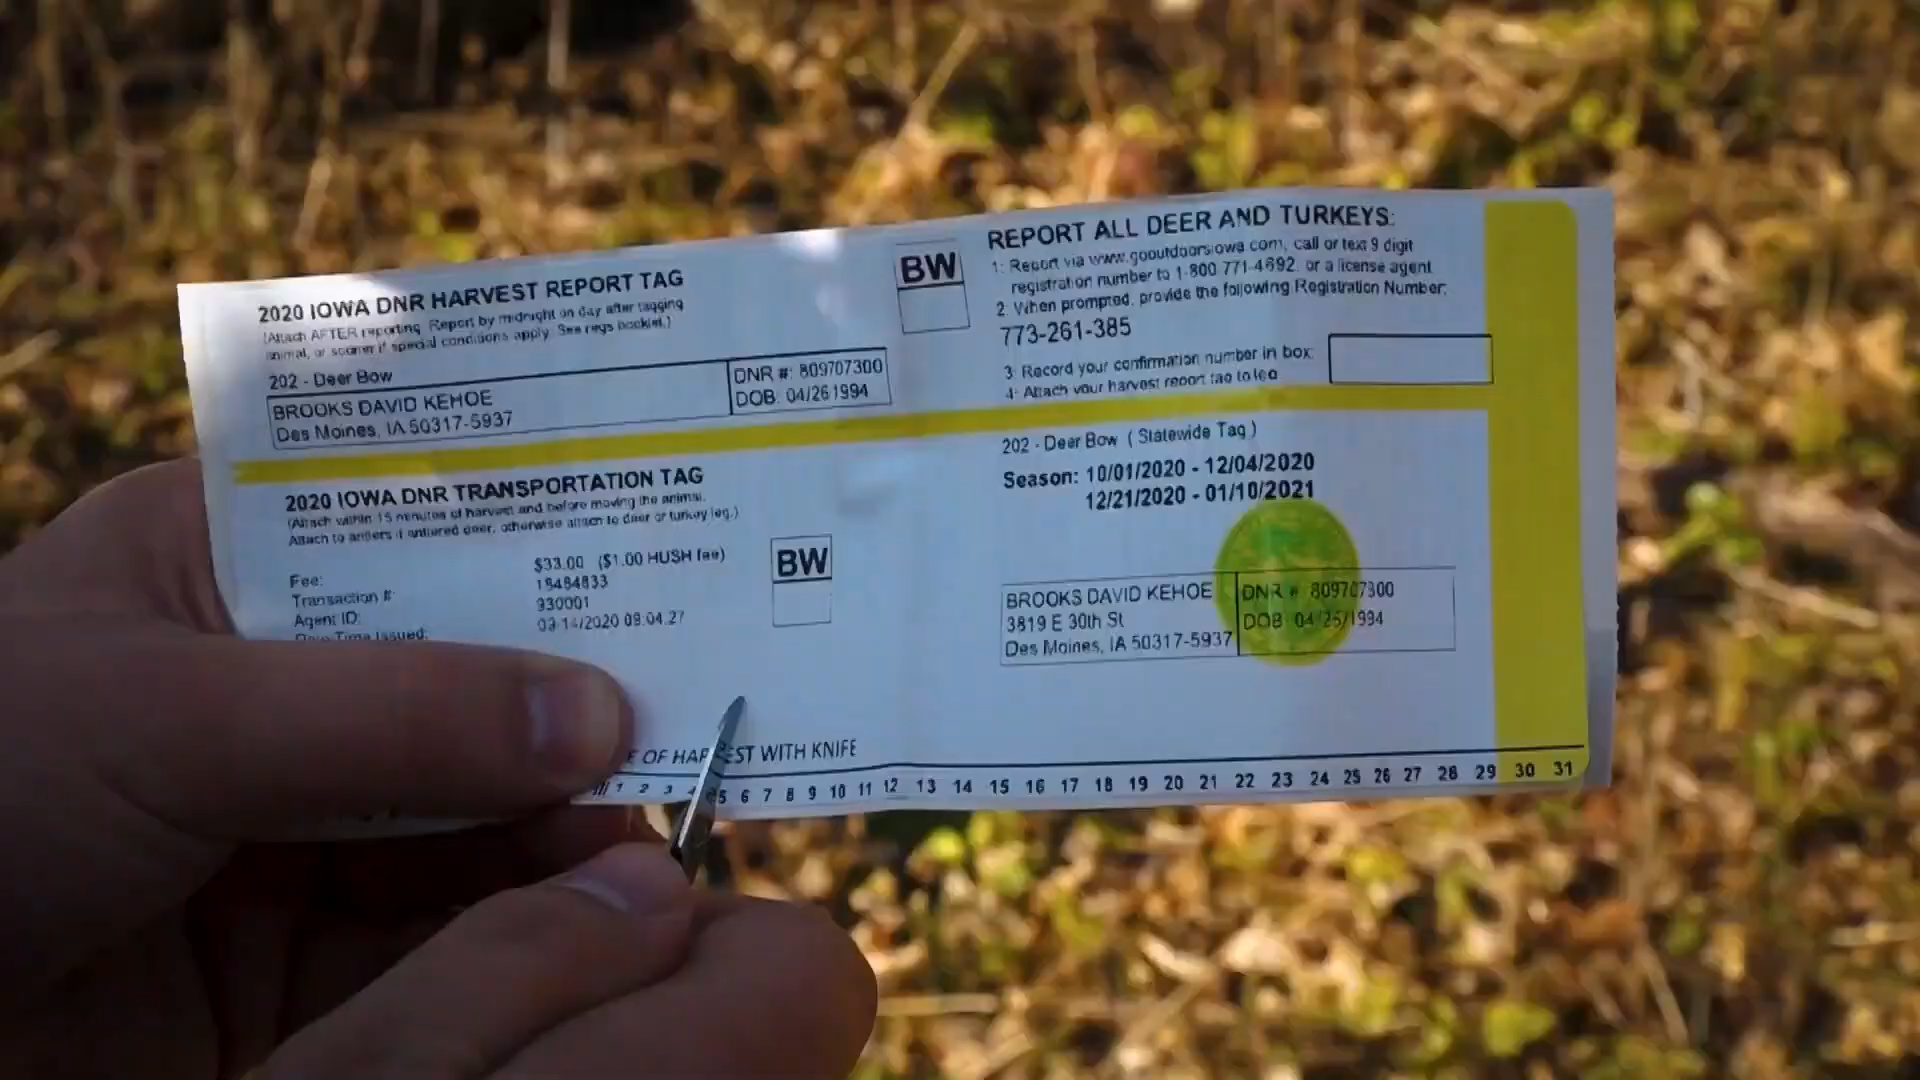 2020 IOWA DNR HARVEST REPORT TAG
(Attach AFTER reporting. Report by midnight on day after tagging
animal, or sooner if special conditions apply. See regs booklet.)
202 - Deer Bow
BROOKS DAVID KEHOE
Des Moines, IA 50317-5937
DNR #: 809707300
DOB: 04/261994
BW
REPORT ALL DEER AND TURKEYS:
1: Report via www.gooutdoorsiowa.com, call or text 9 digit
registration number to 1-800 771-4692, or a license agent
2: When prompted, provide the following Registration Number:
773-261-385
3: Record your confirmation number in box:
4: Attach your harvest report tag to leg
2020 IOWA DNR TRANSPORTATION TAG
(Attach within 15 minutes of harvest and before moving the animal.
Attach to antlers if antlered deer, otherwise attach to deer or turkey leg.)
Fee: $33.00 ($1.00 HUSH fee)
Transaction #: 18484833
Agent ID: 930001
Date Time Issued: 09 14/2020 09:04:27
BW
202 - Deer Bow ( Statewide Tag )
Season: 10/01/2020 - 12/04/2020
12/21/2020 - 01/10/2021
BROOKS DAVID KEHOE
3819 E 30th St
Des Moines, IA 50317-5937
DNR # 809707300
DOB 04/25/1994
E OF HARVEST WITH KNIFE
1 2 3 4 5 6 7 8 9 10 11 12 13 14 15 16 17 18 19 20 21 22 23 24 25 26 27 28 29 30 31